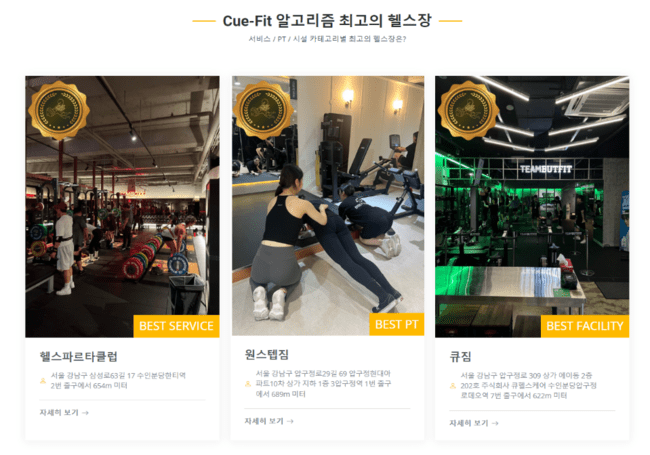 Cue-Fit 알고리즘 최고의 헬스장
서비스 / PT / 시설 카테고리별 최고의 헬스장은?
TEAMBUTFIT
BEST SERVICE
BEST PT
BEST FACILITY
헬스파르타클럽
서울 강남구 삼성로63길 17 수인분당한티역
2번 출구에서 654m 미터
자세히 보기 →
원스텝짐
서울 강남구 압구정로29길 69 압구정현대아
파트10차 상가 지하 1층 3압구정역 1번 출구
에서 689m 미터
자세히 보기 →
큐짐
서울 강남구 압구정로 309 상가 에이동 2층
202호 주식회사 큐헬스케어 수인분당압구정
로데오역 7번 출구에서 622m 미터
자세히 보기 →